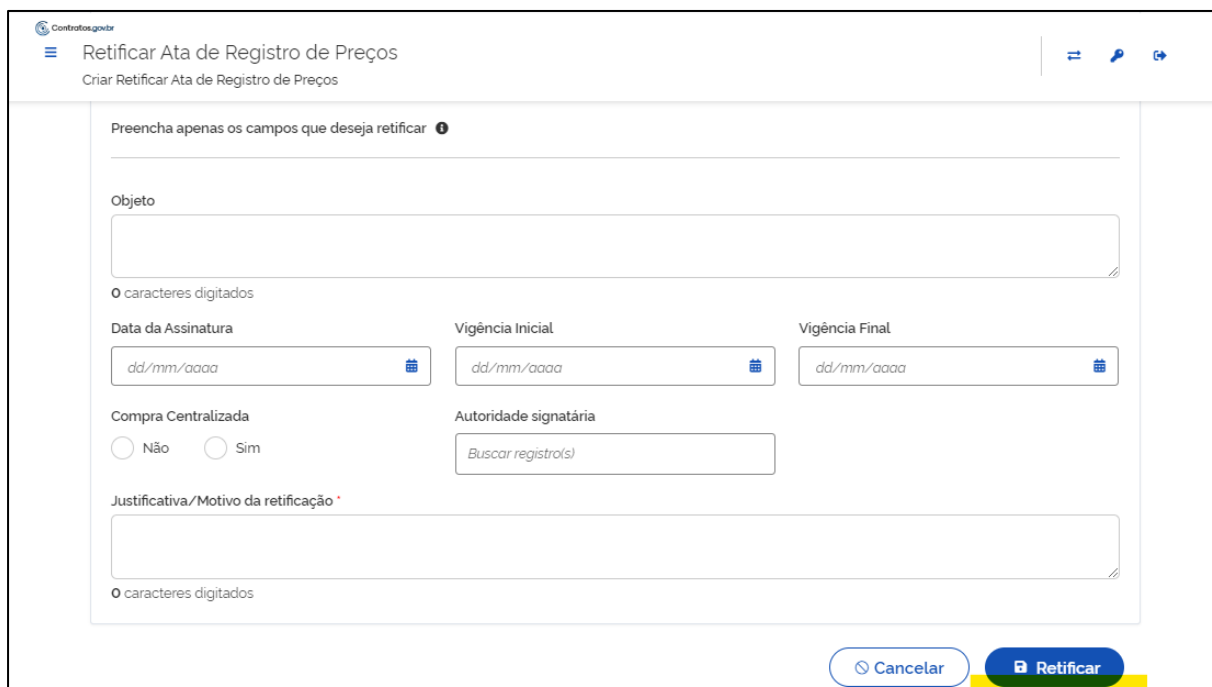 Contratos.gov.br
Retificar Ata de Registro de Preços
Criar Retificar Ata de Registro de Preços
Preencha apenas os campos que deseja retificar
Objeto
0 caracteres digitados
Data da Assinatura Vigência Inicial Vigência Final
dd/mm/aaaa dd/mm/aaaa dd/mm/aaaa
Compra Centralizada Autoridade signatária
Não Sim Buscar registro(s)
Justificativa/Motivo da retificação *
0 caracteres digitados
Cancelar Retificar